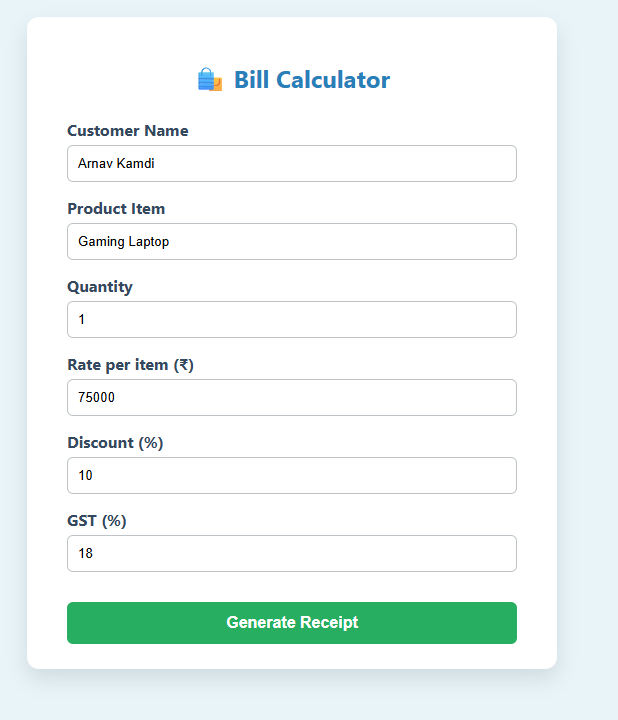 Bill Calculator
Customer Name
Arnav Kamdi
Product Item
Gaming Laptop
Quantity
1
Rate per item (₹)
75000
Discount (%)
10
GST (%)
18
Generate Receipt